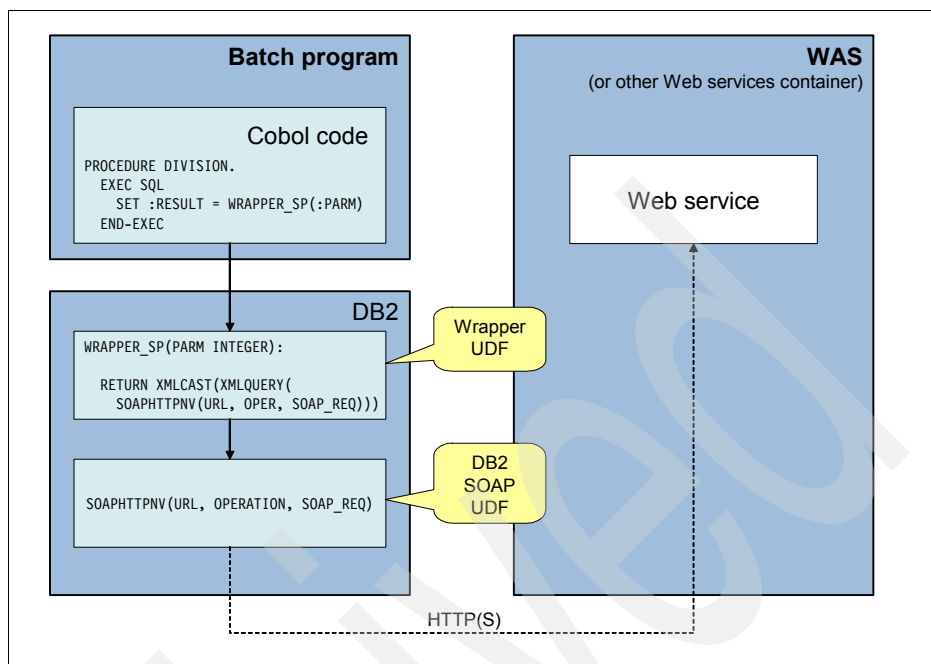 Batch program
Cobol code
PROCEDURE DIVISION.
EXEC SQL
SET :RESULT = WRAPPER_SP(:PARM)
END-EXEC
DB2
WRAPPER_SP(PARM INTEGER):
RETURN XMLCAST(XMLQUERY(
SOAPHTTPNV(URL, OPER, SOAP_REQ)))
SOAPHTTPNV(URL, OPERATION, SOAP_REQ)
Wrapper
UDF
DB2
SOAP
UDF
WAS
(or other Web services container)
Web service
HTTP(S)